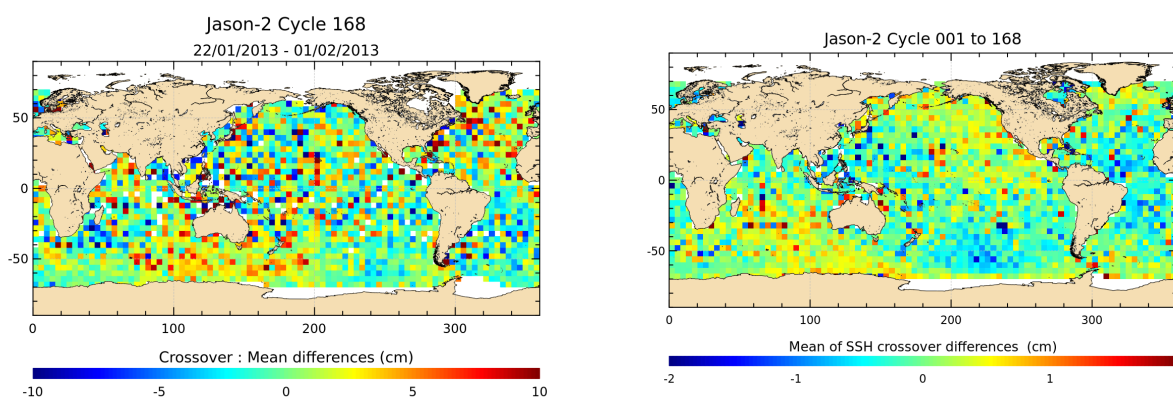 Jason-2 Cycle 168
22/01/2013 - 01/02/2013
50
0
-50
0 100 200 300
Crossover : Mean differences (cm)
-10 -5 0 5 10
Jason-2 Cycle 001 to 168
50
0
-50
0 100 200 300
Mean of SSH crossover differences (cm)
-2 -1 0 1